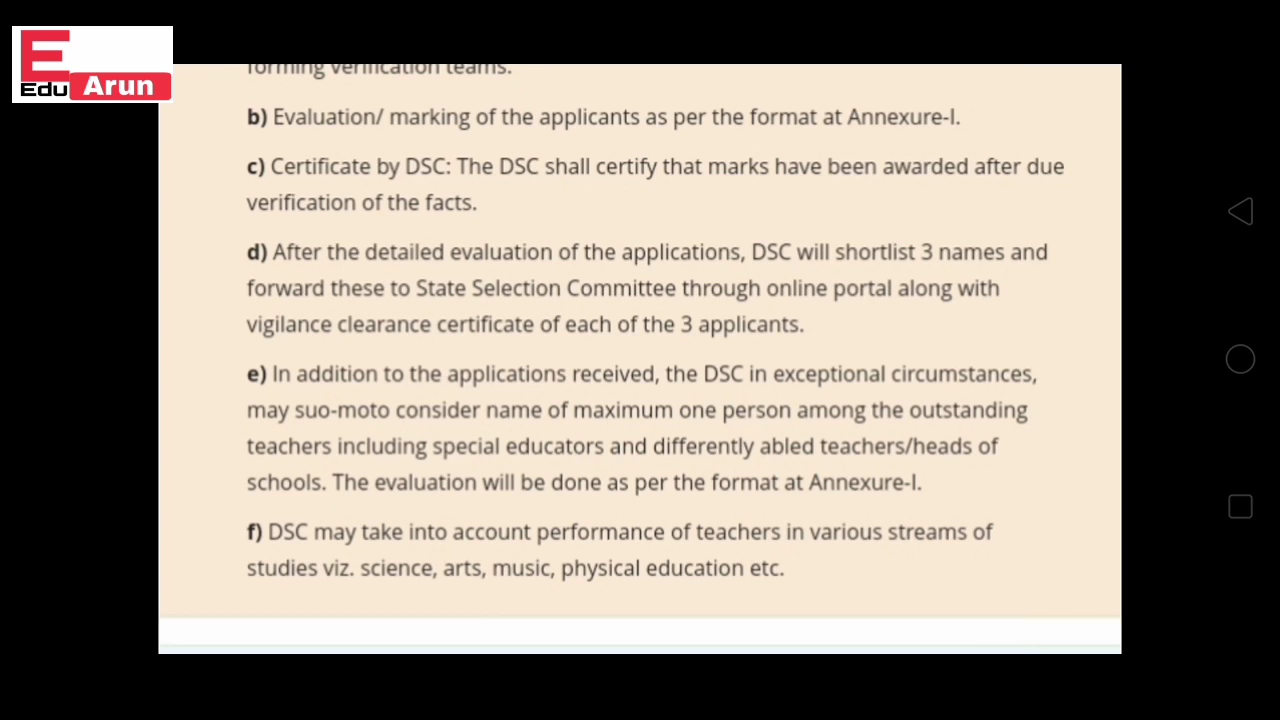 E
Edu Arun
forming verification teams.
b) Evaluation/ marking of the applicants as per the format at Annexure-I.
c) Certificate by DSC: The DSC shall certify that marks have been awarded after due
verification of the facts.
d) After the detailed evaluation of the applications, DSC will shortlist 3 names and
forward these to State Selection Committee through online portal along with
vigilance clearance certificate of each of the 3 applicants.
e) In addition to the applications received, the DSC in exceptional circumstances,
may suo-moto consider name of maximum one person among the outstanding
teachers including special educators and differently abled teachers/heads of
schools. The evaluation will be done as per the format at Annexure-I.
f) DSC may take into account performance of teachers in various streams of
studies viz. science, arts, music, physical education etc.